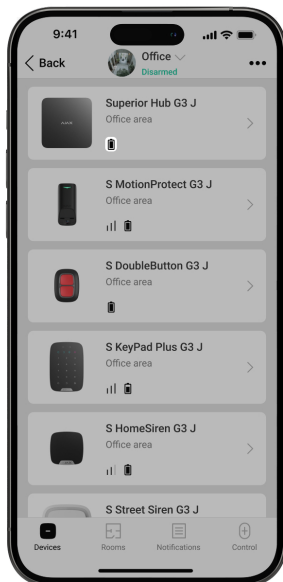 9:41
Back
Office
Disarmed
Superior Hub G3 J
Office area
AJAX
S MotionProtect G3 J
Office area
S DoubleButton G3 J
Office area
S KeyPad Plus G3 J
Office area
S HomeSiren G3 J
Office area
S Street Siren G3 J
Devices
Rooms
Notifications
Control